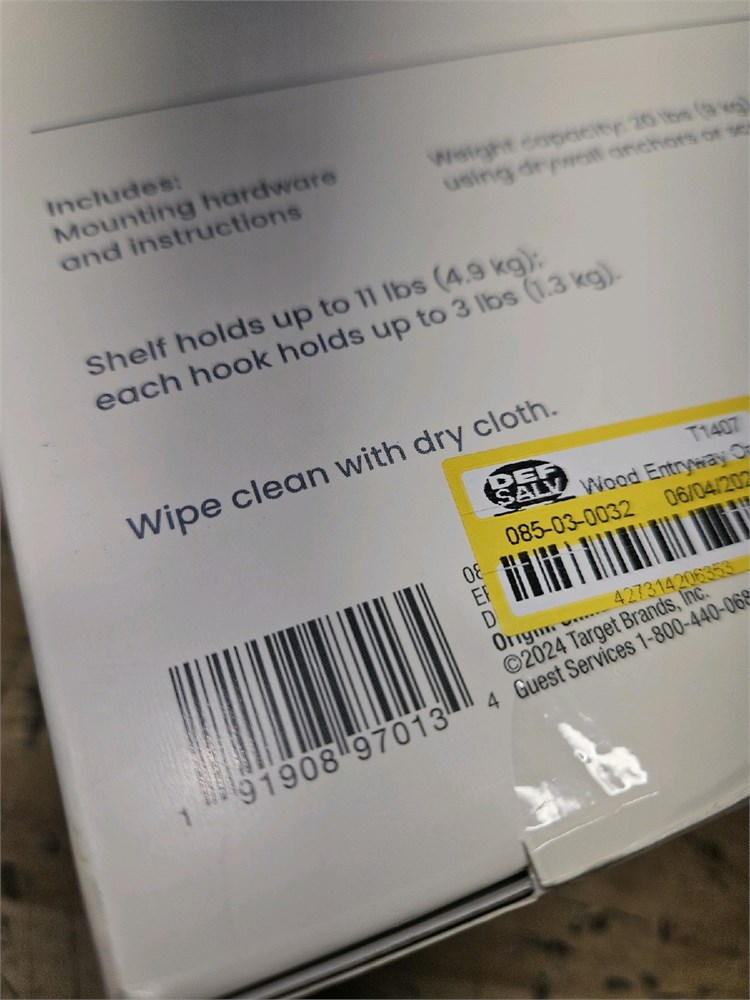 Includes:
Mounting hardware
and instructions
Weight capacity: 20 lbs (9 kg)
using drywall anchors or
Shelf holds up to 11 lbs (4.9 kg);
each hook holds up to 3 lbs (1.3 kg).
Wipe clean with dry cloth.
T1407
DEF
SALV
Wood Entryway
085-03-0032 06/04/202
427314206353
©2024 Target Brands, Inc.
Guest Services 1-800-440-068
1 91908 97013 4